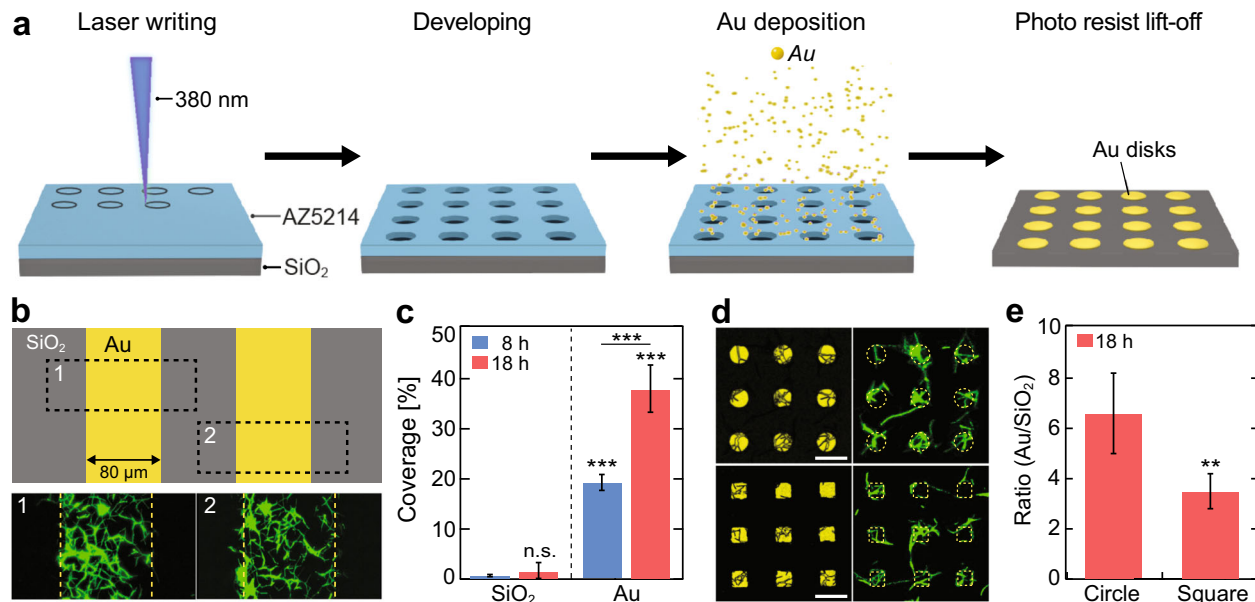 a
Laser writing
Developing
Au deposition
Photo resist lift-off
Au
380 nm
Au disks
AZ5214
SiO₂
b
SiO₂
Au
1
2
80 µm
1
2
c
8 h
18 h
Coverage [%]
50
40
30
20
10
0
n.s.
***
***
***
SiO₂
Au
d
e
18 h
Ratio (Au/SiO₂)
10
8
6
4
2
0
**
Circle
Square